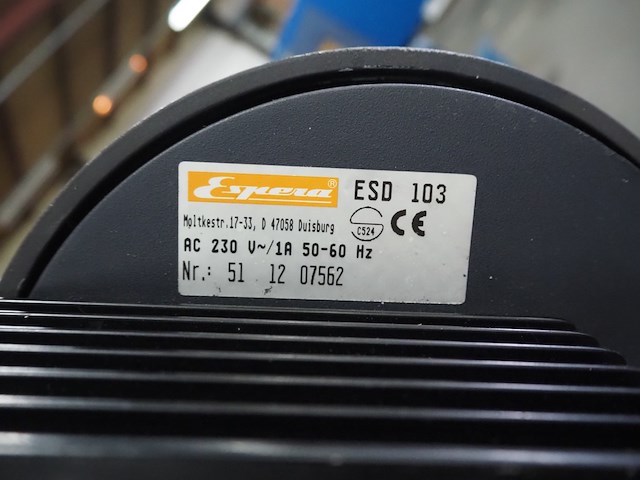 Espera® ESD 103
Moltkestr.17-33, D 47058 Duisburg
C524 CE
AC 230 V~/1A 50-60 Hz
Nr.: 51 12 07562